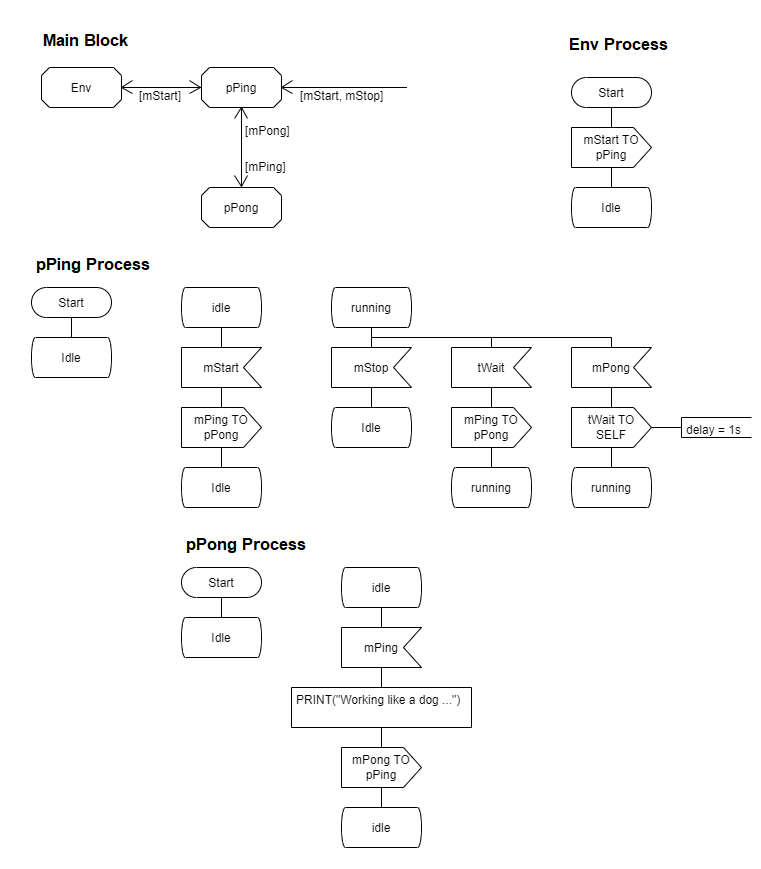 Main Block
Env
[mStart]
pPing
[mStart, mStop]
[mPong]
[mPing]
pPong
Env Process
Start
mStart TO
pPing
Idle
pPing Process
Start
Idle
idle
mStart
mPing TO
pPong
Idle
running
mStop
Idle
tWait
mPing TO
pPong
running
mPong
tWait TO
SELF
delay = 1s
running
pPong Process
Start
Idle
idle
mPing
PRINT("Working like a dog ...")
mPong TO
pPing
idle